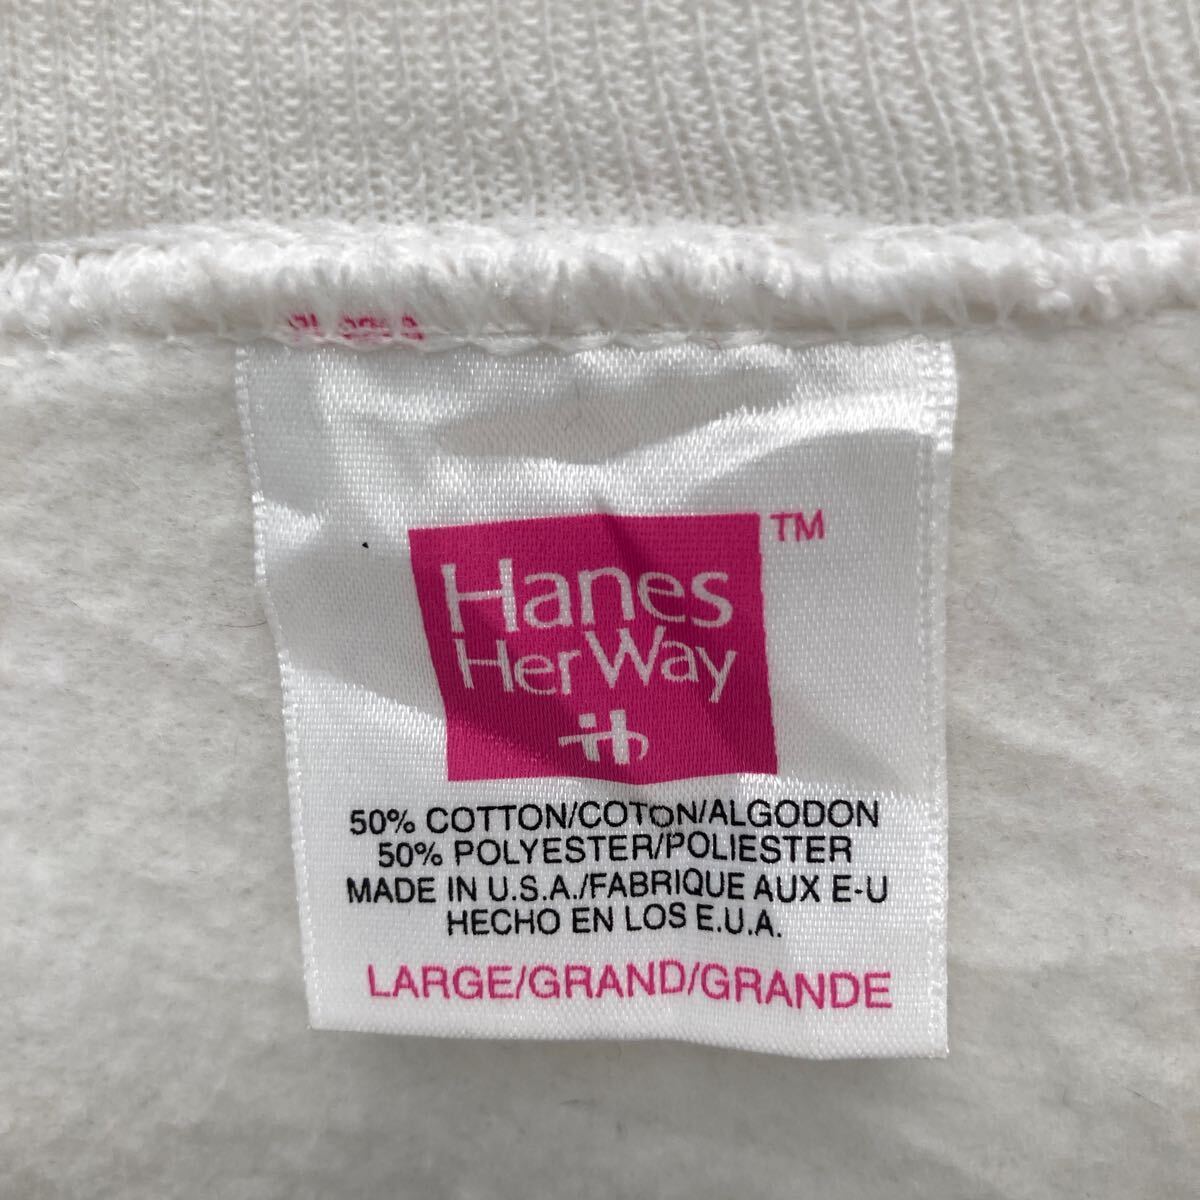 TM
Hanes
Her Way
50% COTTON/COTON/ALGODON
50% POLYESTER/POLIESTER
MADE IN U.S.A./FABRIQUE AUX E-U
HECHO EN LOS E.U.A.
LARGE/GRAND/GRANDE